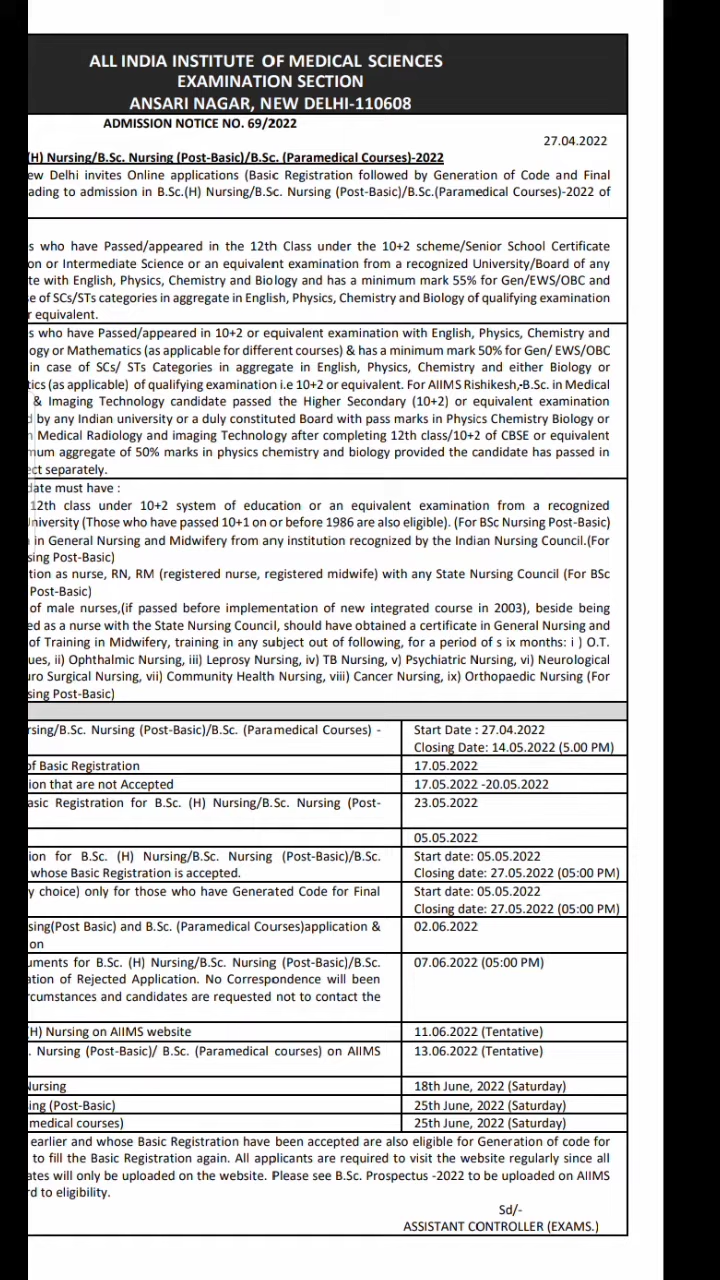 ALL INDIA INSTITUTE OF MEDICAL SCIENCES
EXAMINATION SECTION
ANSARI NAGAR, NEW DELHI-110608
ADMISSION NOTICE NO. 69/2022
27.04.2022
(H) Nursing/B.Sc. Nursing (Post-Basic)/B.Sc. (Paramedical Courses)-2022
ew Delhi invites Online applications (Basic Registration followed by Generation of Code and Final
ading to admission in B.Sc.(H) Nursing/B.Sc. Nursing (Post-Basic)/B.Sc.(Paramedical Courses)-2022 of
s who have Passed/appeared in the 12th Class under the 10+2 scheme/Senior School Certificate
on or Intermediate Science or an equivalent examination from a recognized University/Board of any
te with English, Physics, Chemistry and Biology and has a minimum mark 55% for Gen/EWS/OBC and
e of SCs/STs categories in aggregate in English, Physics, Chemistry and Biology of qualifying examination
r equivalent.
s who have Passed/appeared in 10+2 or equivalent examination with English, Physics, Chemistry and
ogy or Mathematics (as applicable for different courses) & has a minimum mark 50% for Gen/ EWS/OBC
in case of SCs/ STs Categories in aggregate in English, Physics, Chemistry and either Biology or
tics (as applicable) of qualifying examination i.e 10+2 or equivalent. For AIIMS Rishikesh,-B.Sc. in Medical
& Imaging Technology candidate passed the Higher Secondary (10+2) or equivalent examination
d by any Indian university or a duly constituted Board with pass marks in Physics Chemistry Biology or
n Medical Radiology and imaging Technology after completing 12th class/10+2 of CBSE or equivalent
mum aggregate of 50% marks in physics chemistry and biology provided the candidate has passed in
ect separately.
date must have :
12th class under 10+2 system of education or an equivalent examination from a recognized
University (Those who have passed 10+1 on or before 1986 are also eligible). (For BSc Nursing Post-Basic)
in General Nursing and Midwifery from any institution recognized by the Indian Nursing Council.(For
sing Post-Basic)
tion as nurse, RN, RM (registered nurse, registered midwife) with any State Nursing Council (For BSc
Post-Basic)
of male nurses,(if passed before implementation of new integrated course in 2003), beside being
ed as a nurse with the State Nursing Council, should have obtained a certificate in General Nursing and
of Training in Midwifery, training in any subject out of following, for a period of s ix months: i ) O.T.
ues, ii) Ophthalmic Nursing, iii) Leprosy Nursing, iv) TB Nursing, v) Psychiatric Nursing, vi) Neurological
uro Surgical Nursing, vii) Community Health Nursing, viii) Cancer Nursing, ix) Orthopaedic Nursing (For
sing Post-Basic)
rsing/B.Sc. Nursing (Post-Basic)/B.Sc. (Paramedical Courses) -
Start Date : 27.04.2022
Closing Date: 14.05.2022 (5.00 PM)
of Basic Registration
17.05.2022
ion that are not Accepted
17.05.2022 -20.05.2022
asic Registration for B.Sc. (H) Nursing/B.Sc. Nursing (Post-
23.05.2022
05.05.2022
ion for B.Sc. (H) Nursing/B.Sc. Nursing (Post-Basic)/B.Sc.
whose Basic Registration is accepted.
Start date: 05.05.2022
Closing date: 27.05.2022 (05:00 PM)
y choice) only for those who have Generated Code for Final
Start date: 05.05.2022
Closing date: 27.05.2022 (05:00 PM)
sing(Post Basic) and B.Sc. (Paramedical Courses)application &
on
02.06.2022
uments for B.Sc. (H) Nursing/B.Sc. Nursing (Post-Basic)/B.Sc.
ation of Rejected Application. No Correspondence will been
rcumstances and candidates are requested not to contact the
07.06.2022 (05:00 PM)
(H) Nursing on AIIMS website
11.06.2022 (Tentative)
. Nursing (Post-Basic)/ B.Sc. (Paramedical courses) on AIIMS
13.06.2022 (Tentative)
Nursing
18th June, 2022 (Saturday)
ing (Post-Basic)
25th June, 2022 (Saturday)
medical courses)
25th June, 2022 (Saturday)
earlier and whose Basic Registration have been accepted are also eligible for Generation of code for
to fill the Basic Registration again. All applicants are required to visit the website regularly since all
ates will only be uploaded on the website. Please see B.Sc. Prospectus -2022 to be uploaded on AIIMS
rd to eligibility.
Sd/-
ASSISTANT CONTROLLER (EXAMS.)